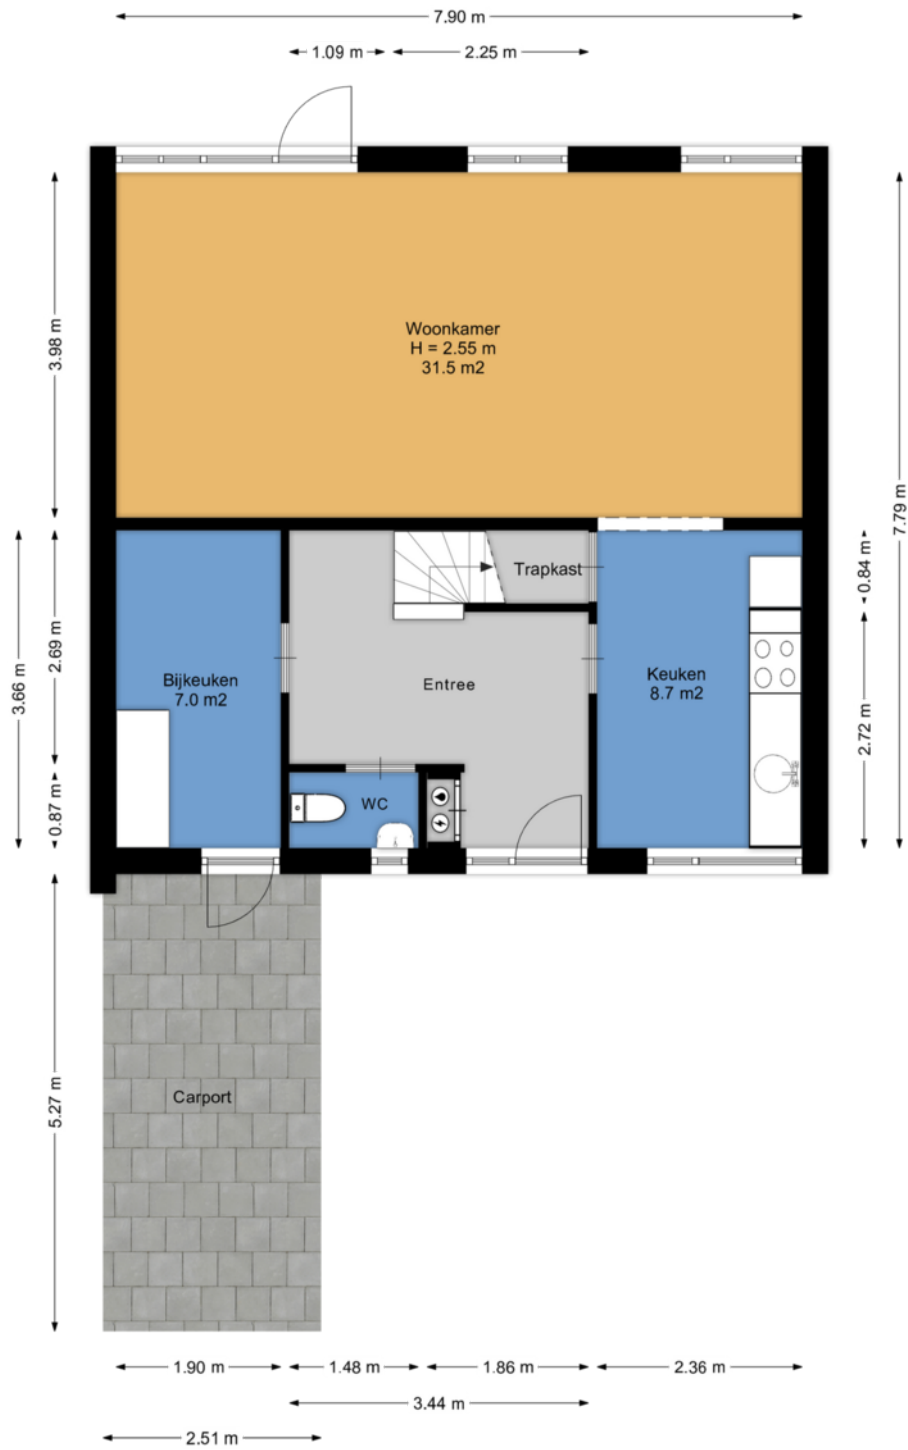 7.90 m
1.09 m
2.25 m
3.98 m
Woonkamer
H = 2.55 m
31.5 m2
7.79 m
3.66 m
2.69 m
0.87 m
Trapkast
0.84 m
Bijkeuken
7.0 m2
Entree
Keuken
8.7 m2
2.72 m
WC
5.27 m
Carport
1.90 m
1.48 m
1.86 m
2.36 m
3.44 m
2.51 m